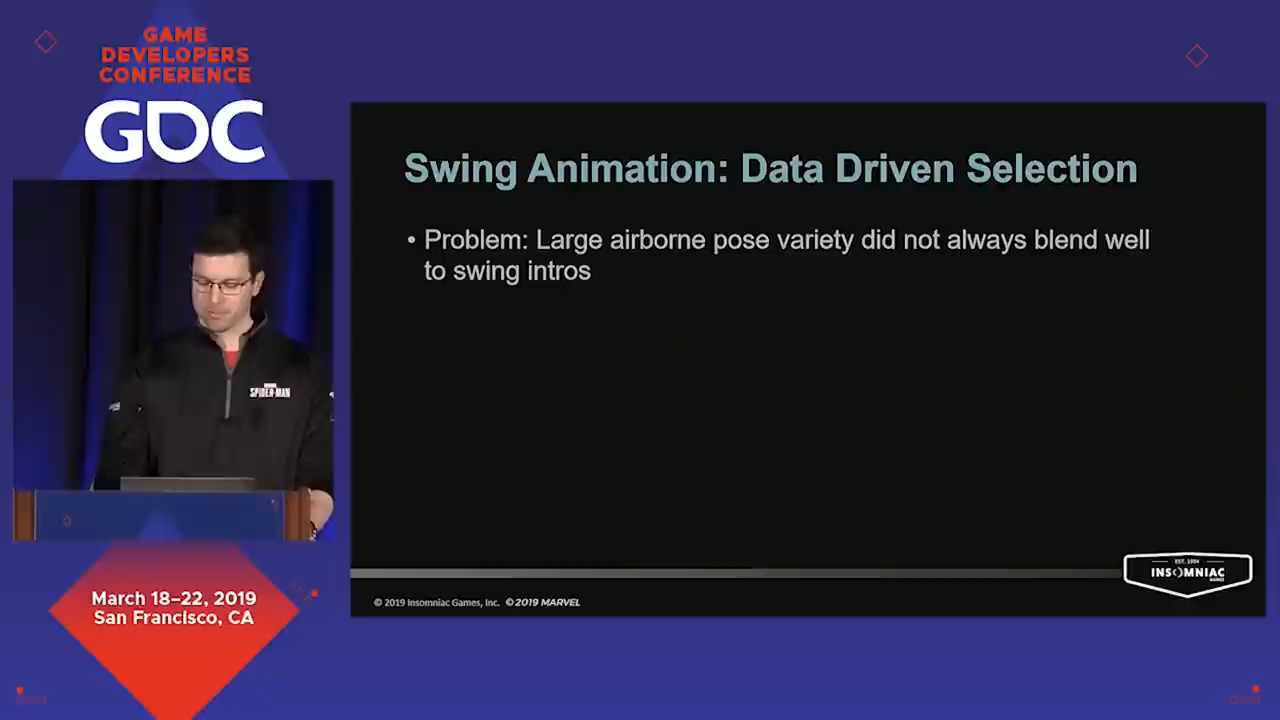 GAME
DEVELOPERS
CONFERENCE
GDC
Swing Animation: Data Driven Selection
• Problem: Large airborne pose variety did not always blend well
to swing intros
SPIDER-MAN
EST. 1994
INSOMNIAC
GAMES
March 18–22, 2019
San Francisco, CA
© 2019 Insomniac Games, Inc. © 2019 MARVEL